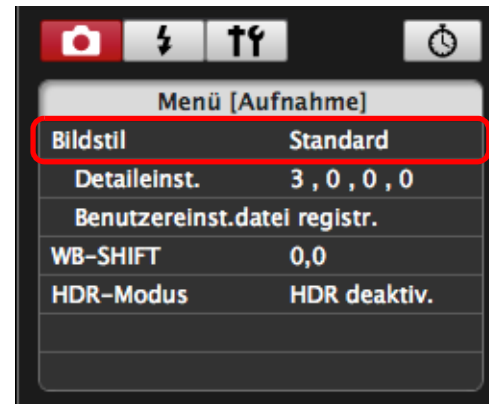 Menü [Aufnahme]
Bildstil Standard
Detaileinst. 3 , 0 , 0 , 0
Benutzereinst.datei registr.
WB-SHIFT 0,0
HDR-Modus HDR deaktiv.